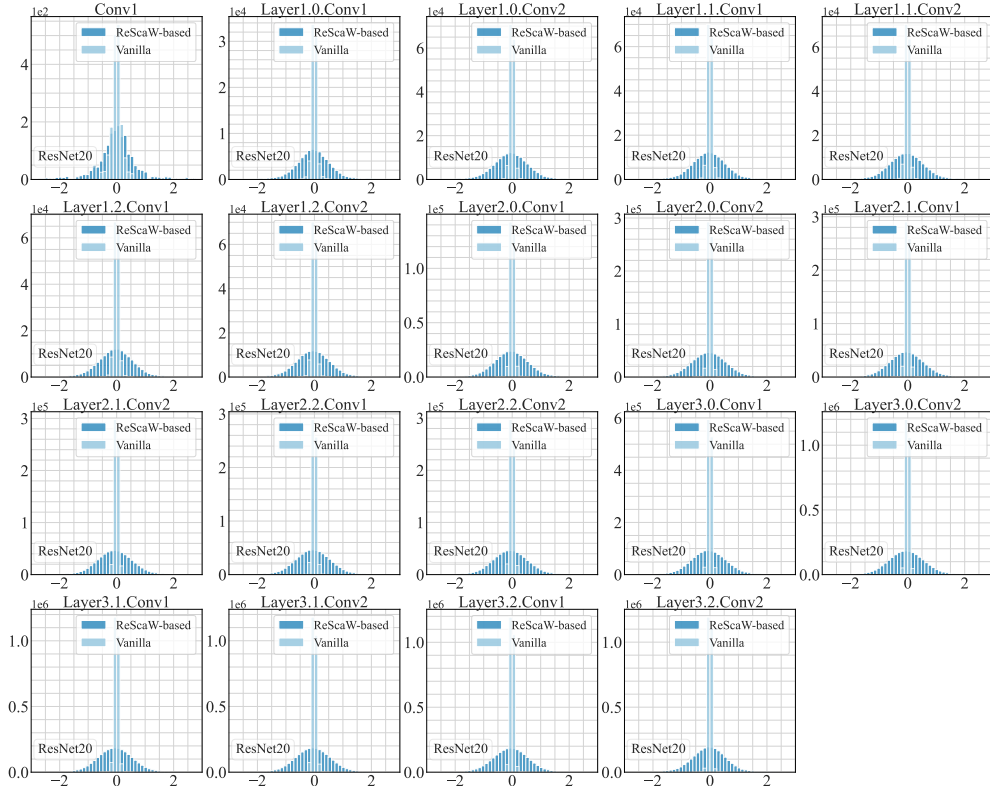 Conv1
1e2
4
2
0
ReScaW-based
Vanilla
ResNet20
−2 0 2
Layer1.0.Conv1
1e4
3
2
1
0
ReScaW-based
Vanilla
ResNet20
−2 0 2
Layer1.0.Conv2
1e4
6
4
2
0
ReScaW-based
Vanilla
ResNet20
−2 0 2
Layer1.1.Conv1
1e4
6
4
2
0
ReScaW-based
Vanilla
ResNet20
−2 0 2
Layer1.1.Conv2
1e4
6
4
2
0
ReScaW-based
Vanilla
ResNet20
−2 0 2
Layer1.2.Conv1
1e4
6
4
2
0
ReScaW-based
Vanilla
ResNet20
−2 0 2
Layer1.2.Conv2
1e4
6
4
2
0
ReScaW-based
Vanilla
ResNet20
−2 0 2
Layer2.0.Conv1
1e5
1.0
0.5
0.0
ReScaW-based
Vanilla
ResNet20
−2 0 2
Layer2.0.Conv2
1e5
3
2
1
0
ReScaW-based
Vanilla
ResNet20
−2 0 2
Layer2.1.Conv1
1e5
3
2
1
0
ReScaW-based
Vanilla
ResNet20
−2 0 2
Layer2.1.Conv2
1e5
3
2
1
0
ReScaW-based
Vanilla
ResNet20
−2 0 2
Layer2.2.Conv1
1e5
3
2
1
0
ReScaW-based
Vanilla
ResNet20
−2 0 2
Layer2.2.Conv2
1e5
3
2
1
0
ReScaW-based
Vanilla
ResNet20
−2 0 2
Layer3.0.Conv1
1e5
6
4
2
0
ReScaW-based
Vanilla
ResNet20
−2 0 2
Layer3.0.Conv2
1e6
1.0
0.5
0.0
ReScaW-based
Vanilla
ResNet20
−2 0 2
Layer3.1.Conv1
1e6
1.0
0.5
0.0
ReScaW-based
Vanilla
ResNet20
−2 0 2
Layer3.1.Conv2
1e6
1.0
0.5
0.0
ReScaW-based
Vanilla
ResNet20
−2 0 2
Layer3.2.Conv1
1e6
1.0
0.5
0.0
ReScaW-based
Vanilla
ResNet20
−2 0 2
Layer3.2.Conv2
1e6
1.0
0.5
0.0
ReScaW-based
Vanilla
ResNet20
−2 0 2